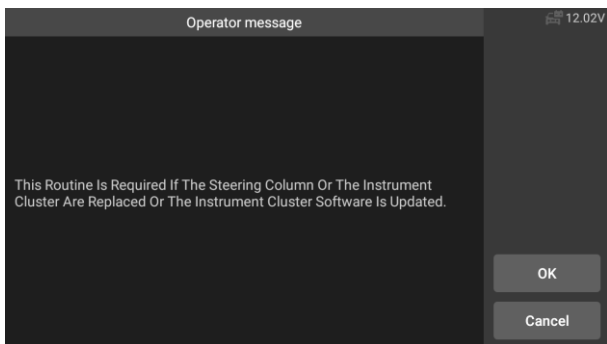 Operator message
12.02V
This Routine Is Required If The Steering Column Or The Instrument
Cluster Are Replaced Or The Instrument Cluster Software Is Updated.
OK
Cancel